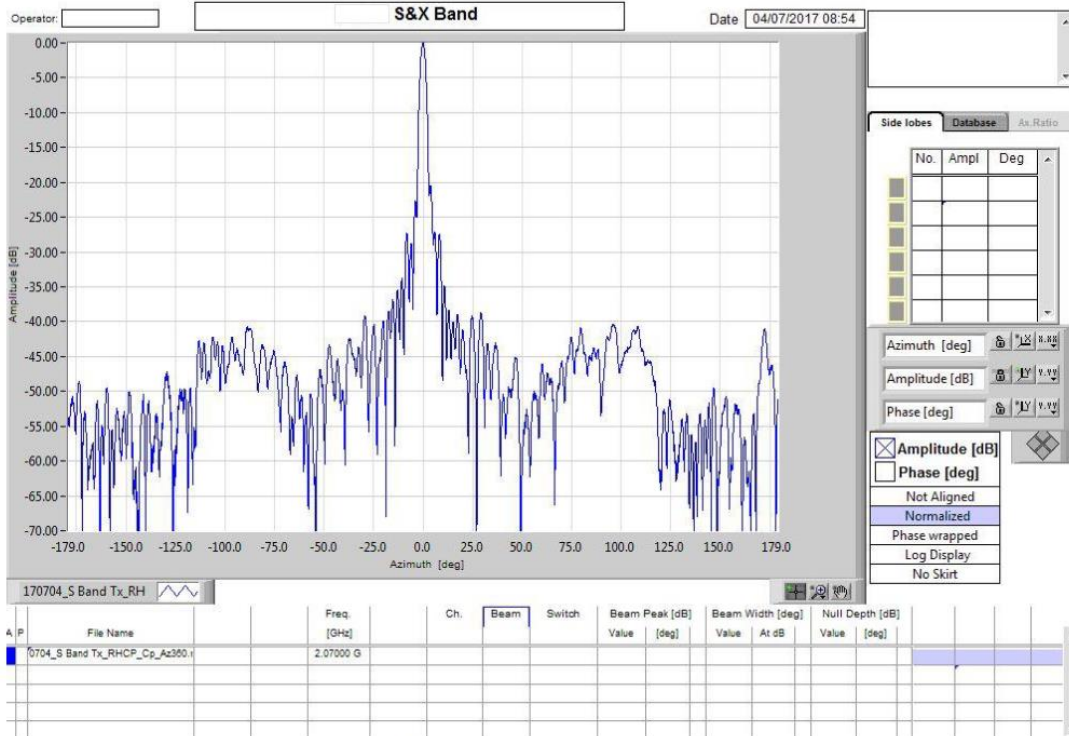 Operator:
S&X Band
Date 04/07/2017 08:54
0.00
-5.00
-10.00
-15.00
-20.00
-25.00
-30.00
-35.00
-40.00
-45.00
-50.00
-55.00
-60.00
-65.00
-70.00
Amplitude [dB]
-179.0 -150.0 -125.0 -100.0 -75.0 -50.0 -25.0 0.0 25.0 50.0 75.0 100.0 125.0 150.0 179.0
Azimuth [deg]
170704_S Band Tx_RH
Side lobes Database Ax.Ratio
No. Ampl Deg
Azimuth [deg]
Amplitude [dB]
Phase [deg]
Amplitude [dB]
Phase [deg]
Not Aligned
Normalized
Phase wrapped
Log Display
No Skirt
Freq. Ch. Beam Switch Beam Peak [dB] Beam Width [deg] Null Depth [dB]
A P File Name [GHz] Value [deg] Value At dB Value [deg]
0704_S Band Tx_RHCP_Cp_Az360.r 2.07000 G